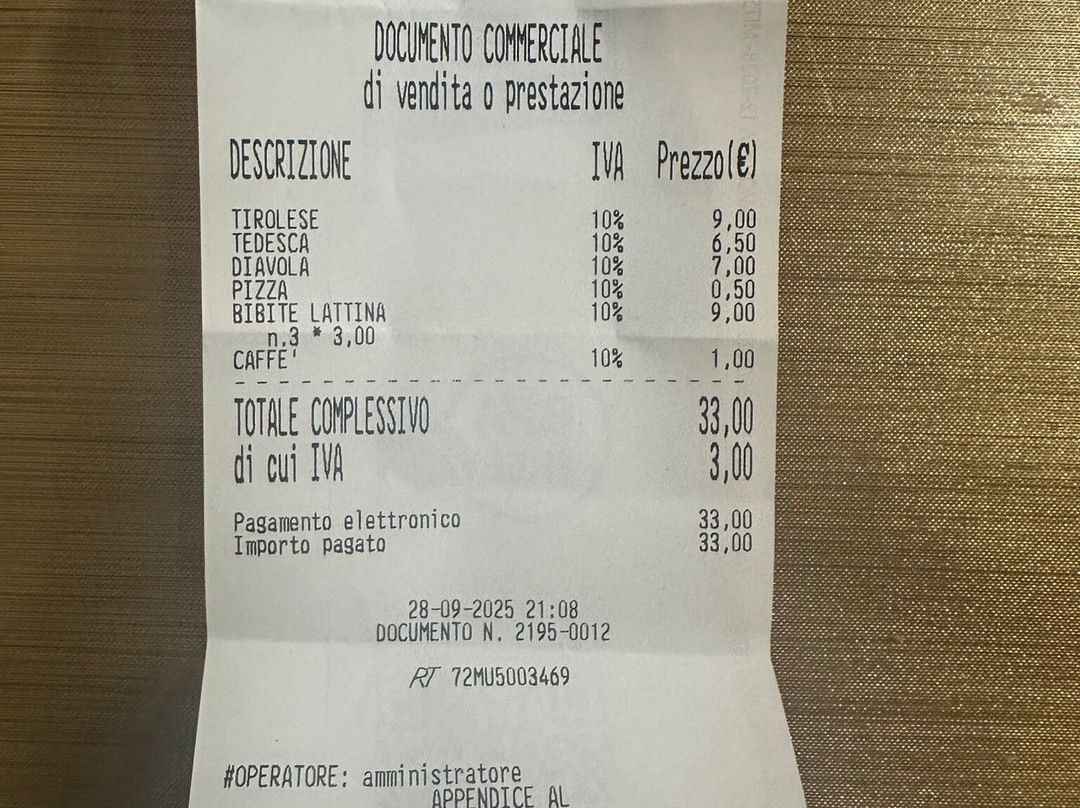 DOCUMENTO COMMERCIALE
di vendita o prestazione
DESCRIZIONE IVA Prezzo(€)
TIROLESE 10% 9,00
TEDESCA 10% 6,50
DIAVOLA 10% 7,00
PIZZA 10% 0,50
BIBITE LATTINA 10% 9,00
n.3 * 3,00
CAFFE' 10% 1,00
TOTALE COMPLESSIVO 33,00
di cui IVA 3,00
Pagamento elettronico 33,00
Importo pagato 33,00
28-09-2025 21:08
DOCUMENTO N. 2195-0012
RT 72MU5003469
#OPERATORE: amministratore
APPENDICE AL